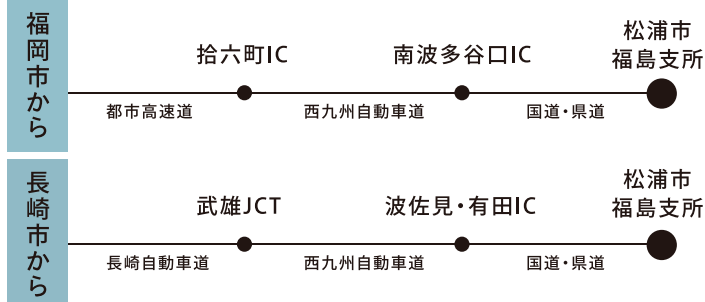 福岡市から
拾六町IC
南波多谷口IC
松浦市
福島支所
都市高速道
西九州自動車道
国道・県道
長崎市から
武雄JCT
波佐見・有田IC
松浦市
福島支所
長崎自動車道
西九州自動車道
国道・県道